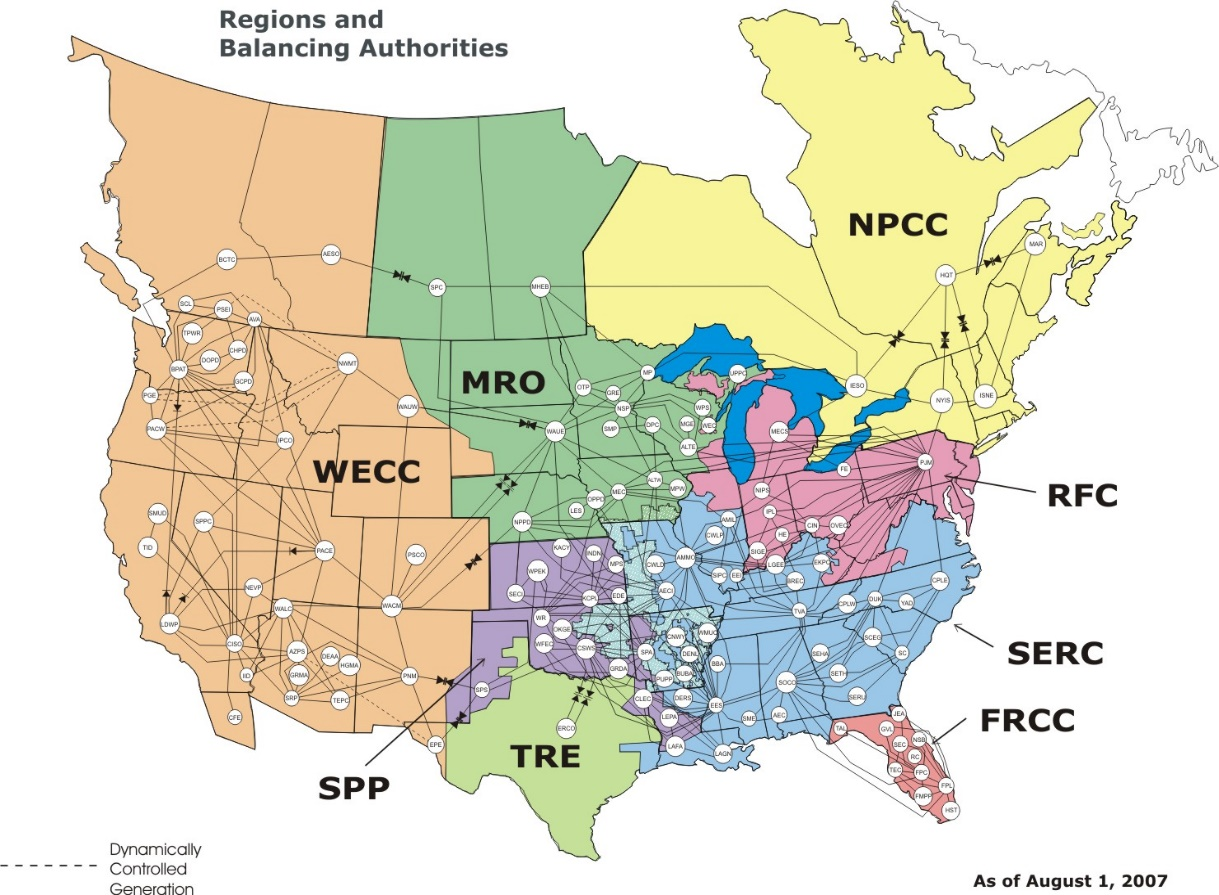 Regions and
Balancing Authorities
NPCC
MAR
HQT
BCTC
AESO
SPC
MHEB
SCL
PSEI
AVA
TPWR
CHPD
DOPD
BPAT
GCPD
NWMT
PGE
PACW
WAUW
IPCO
MRO
OTP
MP
GRE
UPPC
NSP
WPS
SMP
DPC
MGE
WEC
WAUE
ALTE
IESO
NYIS
ISNE
MECS
WECC
FE
PJM
RFC
ALTW
MPW
MEC
OPPD
LES
NPPD
NIPS
SMUD
SPPC
TID
IPL
AMIL
CWLP
HE
CIN
OVEC
PACE
PSCO
KACY
INDN
MPS
CWLD
AMMO
SIGE
LGEE
EKPC
WPEK
SIPC
EEI
BREC
CPLE
NEVP
SECI
KCPL
EDE
AECI
WALC
WACM
TVA
CPLW
DUK
YAD
LDWP
WR
OKGE
CNWY
WMUC
SCEG
CISO
AZPS
DEAA
HGMA
WFEC
CSWS
SPA
DENL
SEHA
SC
SERC
IID
GRMA
PNM
GRDA
PUPP
BUBA
BBA
SETH
SRP
TEPC
SPS
CLEC
DERS
EES
SOCO
SERU
CFE
LEPA
SME
AEC
JEA
FRCC
EPE
ERCO
LAFA
LAGN
TAL
GVL
NSB
SEC
RC
TEC
FPC
FPL
FMPP
HST
TRE
SPP
Dynamically
Controlled
Generation
As of August 1, 2007